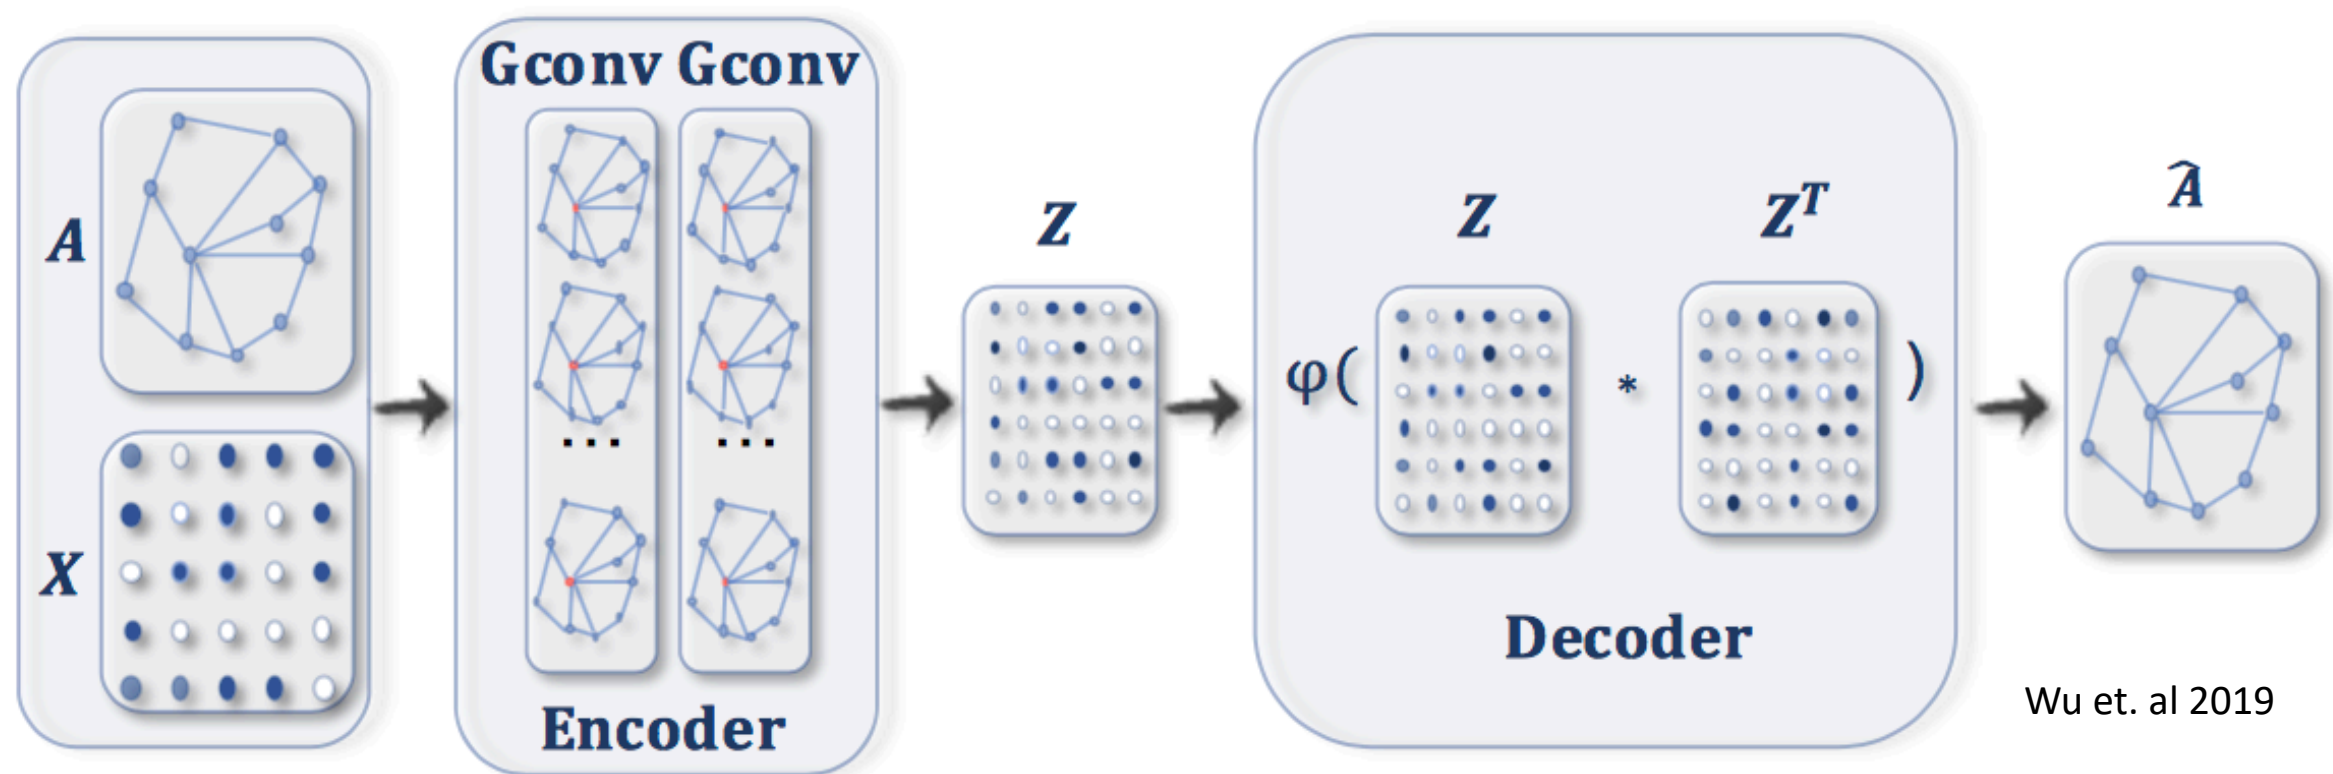 A
X
Gconv Gconv
...
...
Encoder
Z
φ(
Z
*
Z^T
)
Decoder
Â
Wu et. al 2019